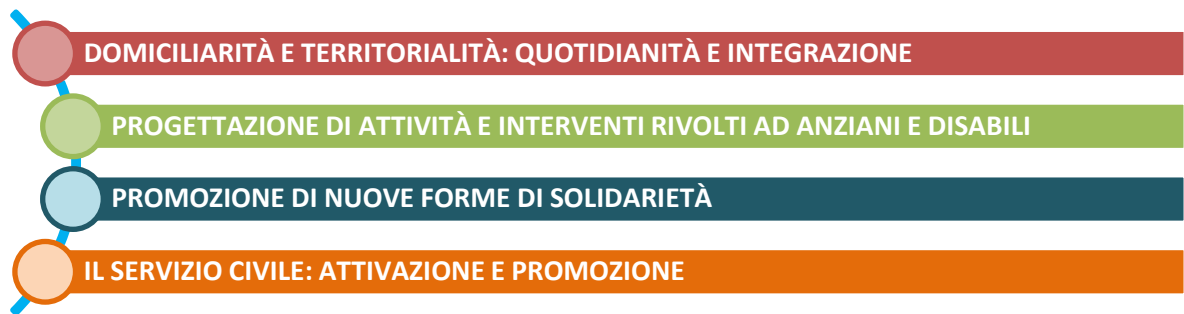 DOMICILIARITÀ E TERRITORIALITÀ: QUOTIDIANITÀ E INTEGRAZIONE
PROGETTAZIONE DI ATTIVITÀ E INTERVENTI RIVOLTI AD ANZIANI E DISABILI
PROMOZIONE DI NUOVE FORME DI SOLIDARIETÀ
IL SERVIZIO CIVILE: ATTIVAZIONE E PROMOZIONE